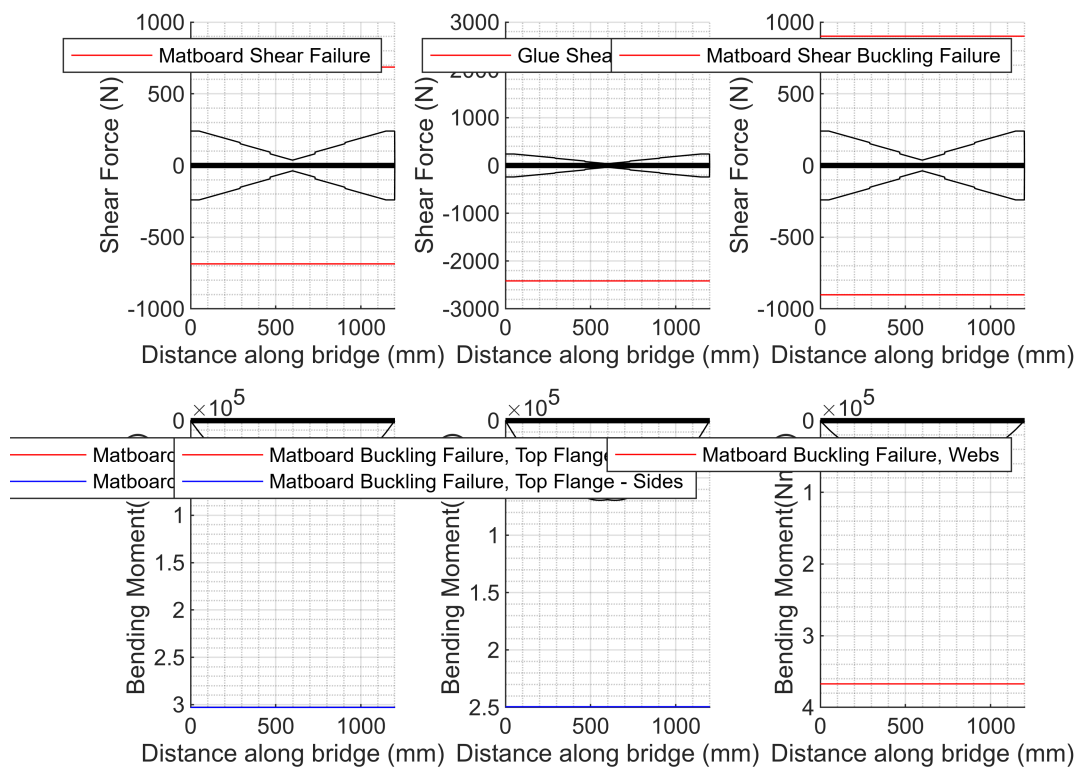 1000
500
0
-500
-1000
Shear Force (N)
0 500 1000
Distance along bridge (mm)
Matboard Shear Failure
3000
2000
1000
0
-1000
-2000
-3000
Shear Force (N)
0 500 1000
Distance along bridge (mm)
Glue Shea
1000
500
0
-500
-1000
Shear Force (N)
0 500 1000
Distance along bridge (mm)
Matboard Shear Buckling Failure
×10^5
0
1
1.5
2
2.5
3
Bending Moment(
0 500 1000
Distance along bridge (mm)
Matboard
Matboard
×10^5
0
1
1.5
2
2.5
Bending Moment(
0 500 1000
Distance along bridge (mm)
Matboard Buckling Failure, Top Flange
Matboard Buckling Failure, Top Flange - Sides
×10^5
0
1
2
3
4
0 500 1000
Distance along bridge (mm)
Bending Moment(Nm
Matboard Buckling Failure, Webs